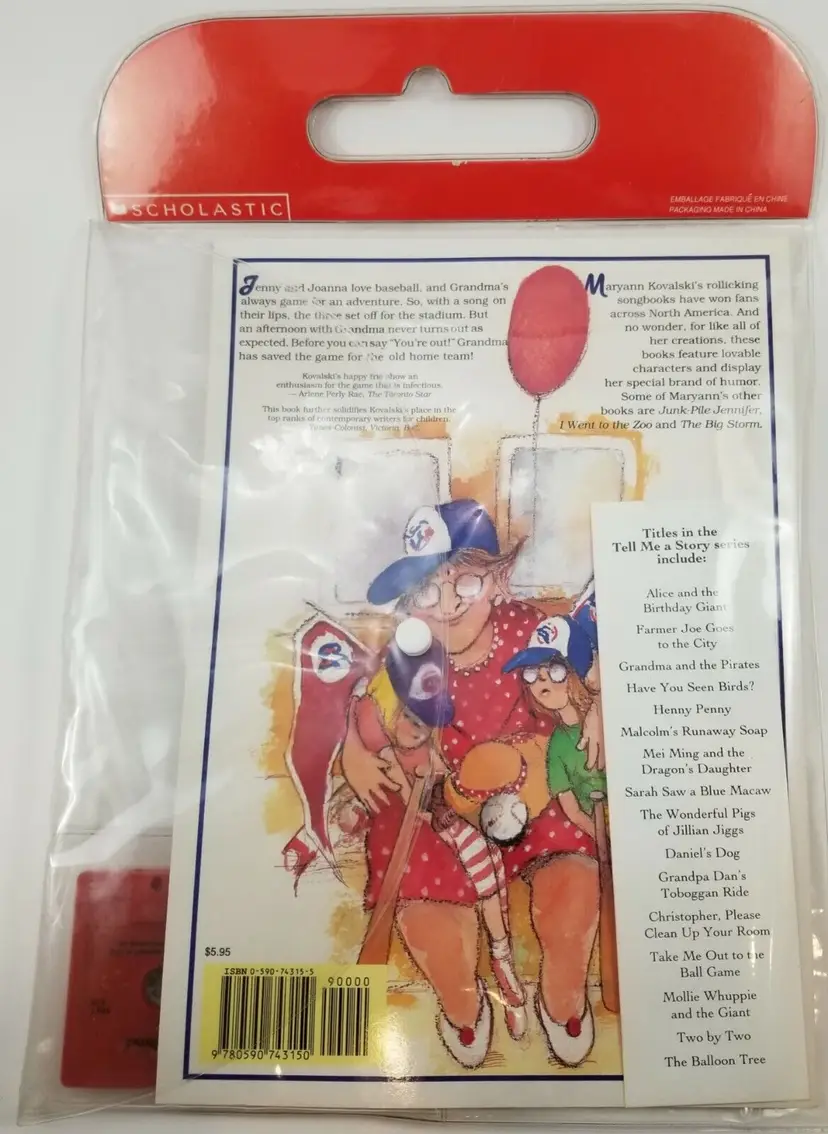 SCHOLASTIC
EMBALLAGE FABRIQUÉ EN CHINE
PACKAGING MADE IN CHINA
Jenny and Joanna love baseball, and Grandma's
always game for an adventure. So, with a song on
their lips, the three set off for the stadium. But
an afternoon with Grandma never turns out as
expected. Before you can say "You're out!" Grandma
has saved the game for the old home team!
Kovalski's happy trio show an
enthusiasm for the game that is infectious.
— Arlene Perly Rae, The Toronto Star
This book further solidifies Kovalski's place in the
top ranks of contemporary writers for children.
Maryann Kovalski's rollicking
songbooks have won fans
across North America. And
no wonder, for like all of
her creations, these
books feature lovable
characters and display
her special brand of humor.
Some of Maryann's other
books are Junk-Pile Jennifer,
I Went to the Zoo and The Big Storm.
Titles in the
Tell Me a Story series
include:
Alice and the
Birthday Giant
Farmer Joe Goes
to the City
Grandma and the Pirates
Have You Seen Birds?
Henny Penny
Malcolm's Runaway Soap
Mei Ming and the
Dragon's Daughter
Sarah Saw a Blue Macaw
The Wonderful Pigs
of Jillian Jiggs
Daniel's Dog
Grandpa Dan's
Toboggan Ride
Christopher, Please
Clean Up Your Room
Take Me Out to the
Ball Game
Mollie Whuppie
and the Giant
Two by Two
The Balloon Tree
$5.95
ISBN 0-590-74315-5
90000
9 780590 743150